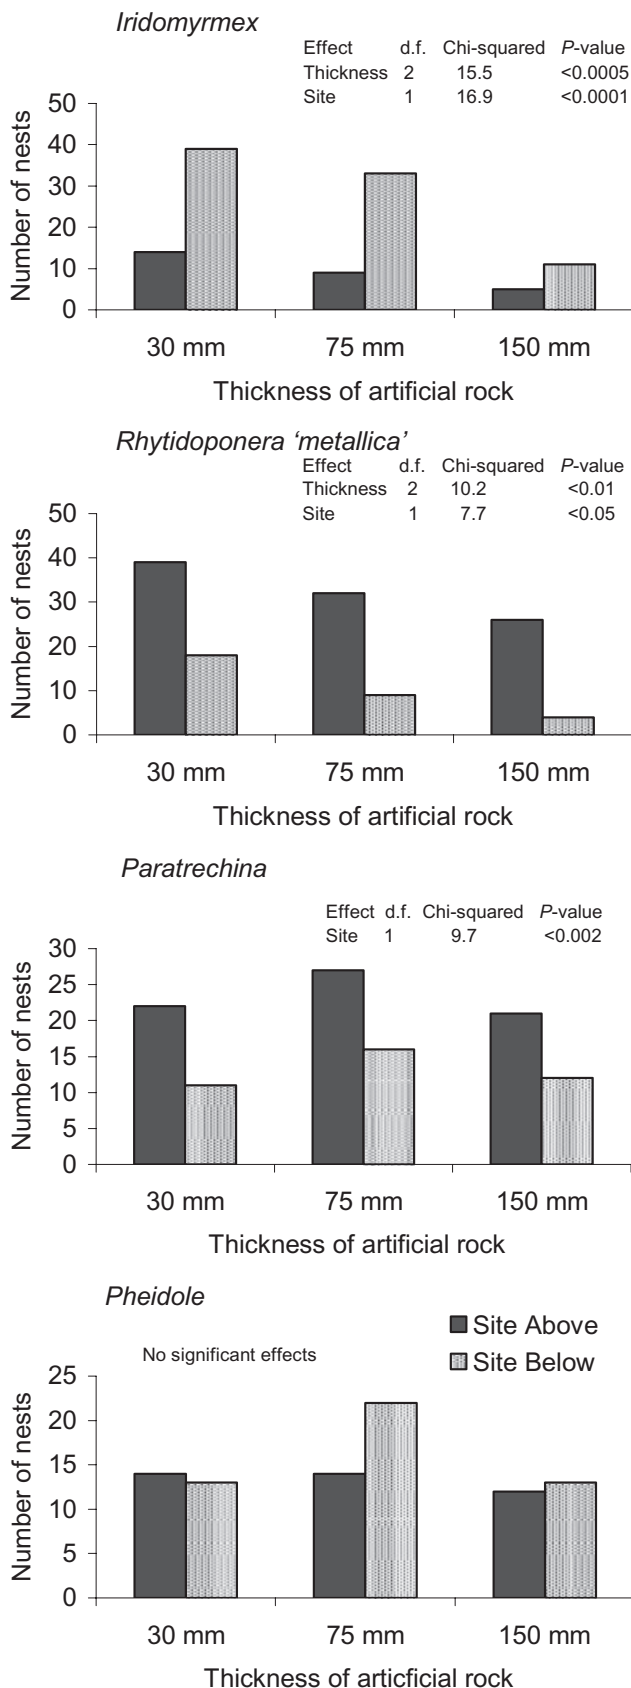 Iridomyrmex
Effect d.f. Chi-squared P-value
Thickness 2 15.5 <0.0005
Site 1 16.9 <0.0001
Number of nests
50
40
30
20
10
0
30 mm 75 mm 150 mm
Thickness of artificial rock
Rhytidoponera ‘metallica’
Effect d.f. Chi-squared P-value
Thickness 2 10.2 <0.01
Site 1 7.7 <0.05
Number of nests
50
40
30
20
10
0
30 mm 75 mm 150 mm
Thickness of artificial rock
Paratrechina
Effect d.f. Chi-squared P-value
Site 1 9.7 <0.002
Number of nests
30
25
20
15
10
5
0
30 mm 75 mm 150 mm
Thickness of artificial rock
Pheidole
Site Above
Site Below
No significant effects
Number of nests
25
20
15
10
5
0
30 mm 75 mm 150 mm
Thickness of articficial rock